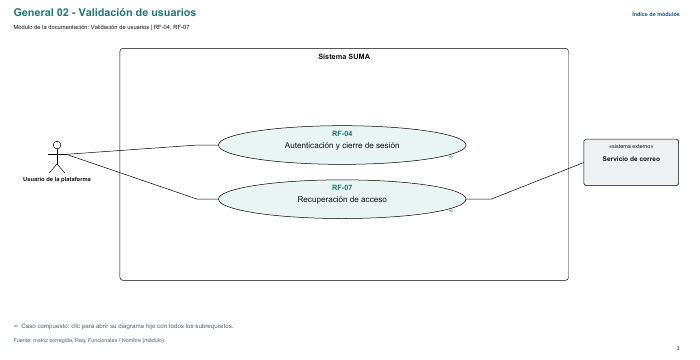 General 02 - Validación de usuarios
Índice de módulos
Módulo de la documentación: Validación de usuarios | RF-04, RF-07
Sistema SUMA
RF-04
Autenticación y cierre de sesión
«sistema externo»
Servicio de correo
Usuario de la plataforma
RF-07
Recuperación de acceso
∞ Caso compuesto: clic para abrir su diagrama hijo con todos los subrequisitos.
Fuente: matriz corregida, Req. Funcionales / Nombre (módulo).
3